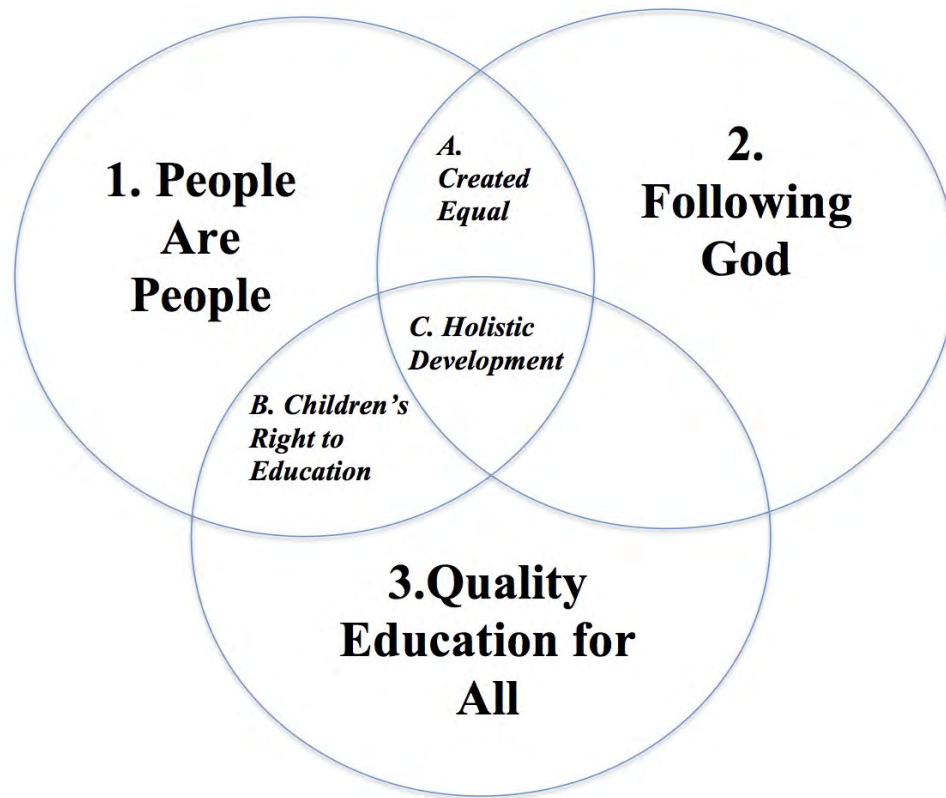 1. People
Are
People
A.
Created
Equal
2.
Following
God
C. Holistic
Development
B. Children’s
Right to
Education
3.Quality
Education for
All